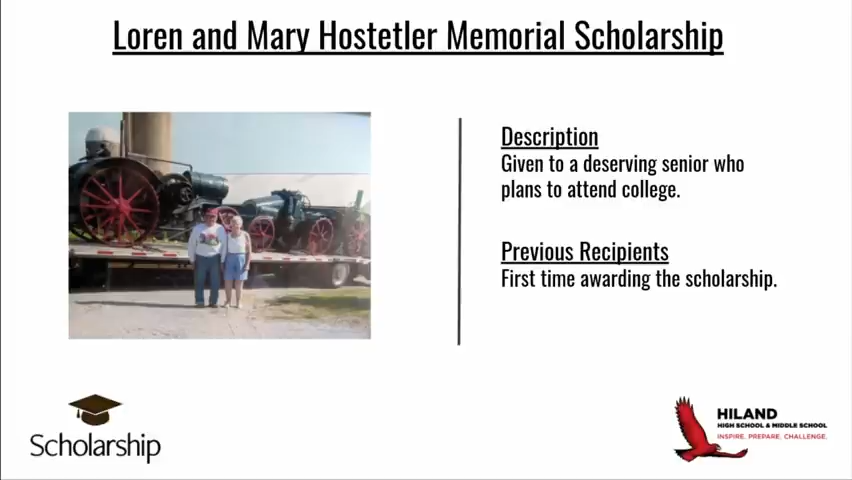 Loren and Mary Hostetler Memorial Scholarship
Description
Given to a deserving senior who
plans to attend college.
Previous Recipients
First time awarding the scholarship.
Scholarship
HILAND
HIGH SCHOOL & MIDDLE SCHOOL
INSPIRE. PREPARE. CHALLENGE.